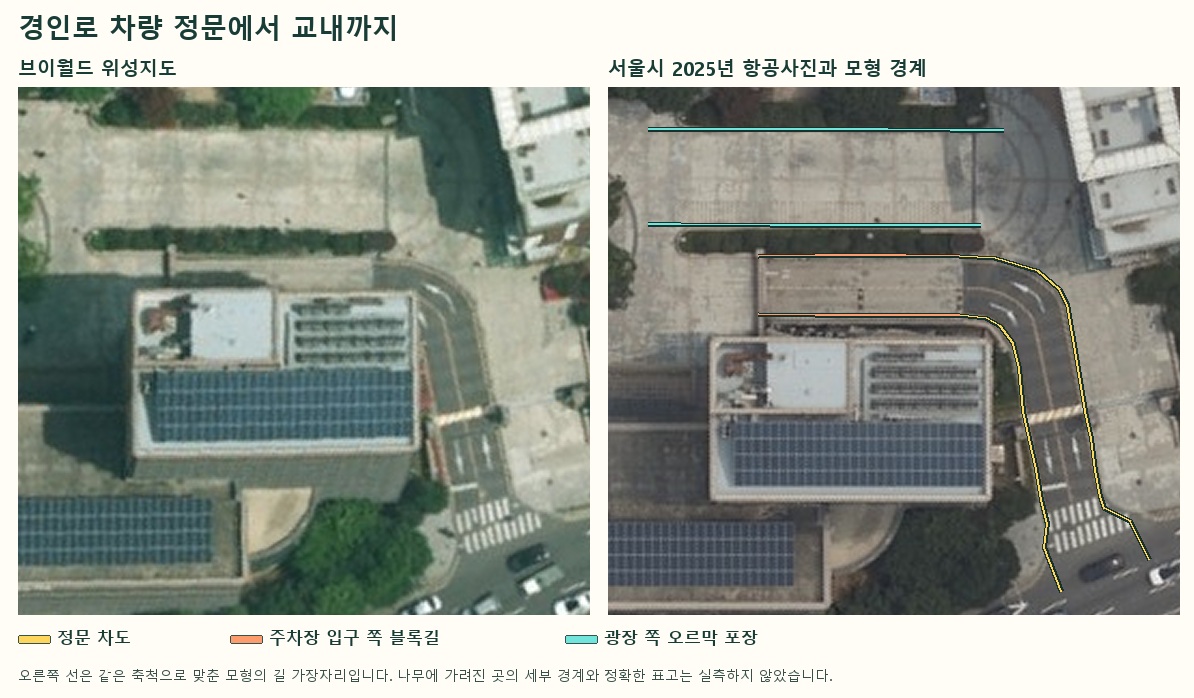 경인로 차량 정문에서 교내까지
브이월드 위성지도
서울시 2025년 항공사진과 모형 경계
정문 차도
주차장 입구 쪽 블록길
광장 쪽 오르막 포장
오른쪽 선은 같은 축척으로 맞춘 모형의 길 가장자리입니다. 나무에 가려진 곳의 세부 경계와 정확한 표고는 실측하지 않았습니다.